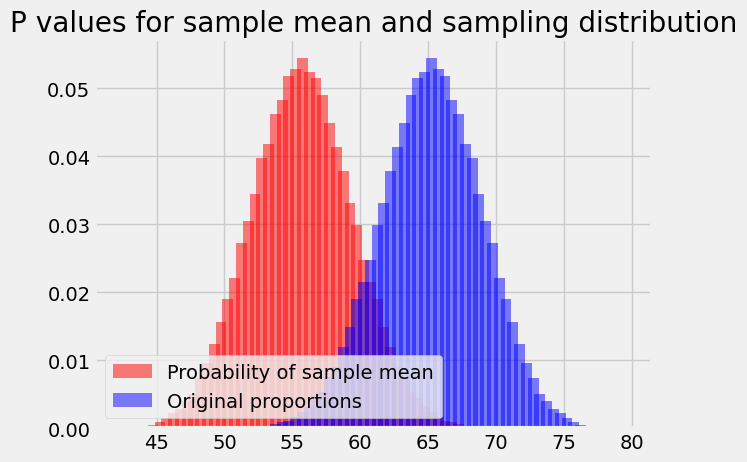 P values for sample mean and sampling distribution
0.05
0.04
0.03
0.02
0.01
0.00
Probability of sample mean
Original proportions
45 50 55 60 65 70 75 80